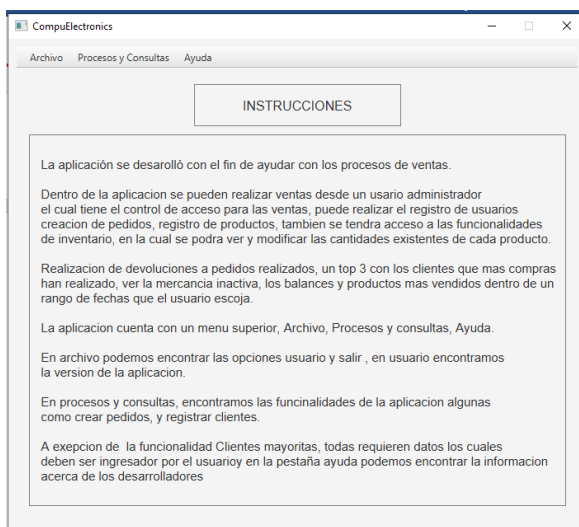 CompuElectronics
Archivo Procesos y Consultas Ayuda
INSTRUCCIONES
La aplicación se desarolló con el fin de ayudar con los procesos de ventas.
Dentro de la aplicacion se pueden realizar ventas desde un usario administrador
el cual tiene el control de acceso para las ventas, puede realizar el registro de usuarios
creacion de pedidos, registro de productos, tambien se tendra acceso a las funcionalidades
de inventario, en la cual se podra ver y modificar las cantidades existentes de cada producto.
Realizacion de devoluciones a pedidos realizados, un top 3 con los clientes que mas compras
han realizado, ver la mercancia inactiva, los balances y productos mas vendidos dentro de un
rango de fechas que el usuario escoja.
La aplicacion cuenta con un menu superior, Archivo, Procesos y consultas, Ayuda.
En archivo podemos encontrar las opciones usuario y salir , en usuario encontramos
la version de la aplicacion.
En procesos y consultas, encontramos las funcinalidades de la aplicacion algunas
como crear pedidos, y registrar clientes.
A exepcion de la funcionalidad Clientes mayoritas, todas requieren datos los cuales
deben ser ingresador por el usuarioy en la pestaña ayuda podemos encontrar la informacion
acerca de los desarrolladores